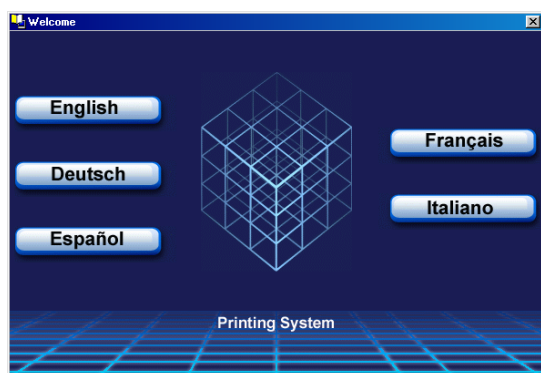 Welcome
English
Deutsch
Español
Français
Italiano
Printing System